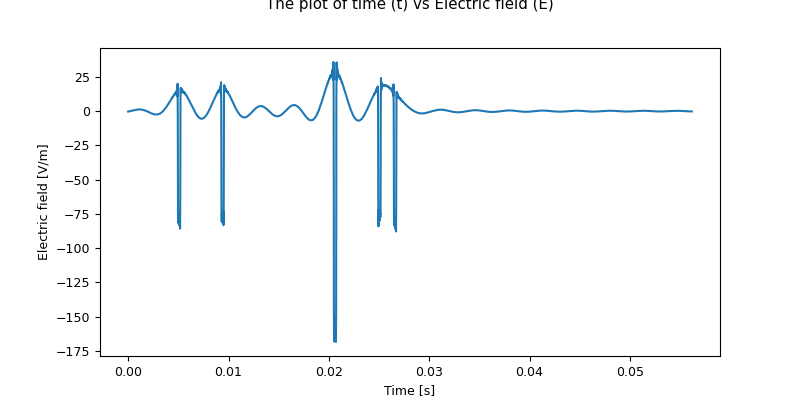 The plot of time (t) vs Electric field (E)
25
0
−25
−50
−75
−100
−125
−150
−175
Electric field [V/m]
0.00 0.01 0.02 0.03 0.04 0.05
Time [s]